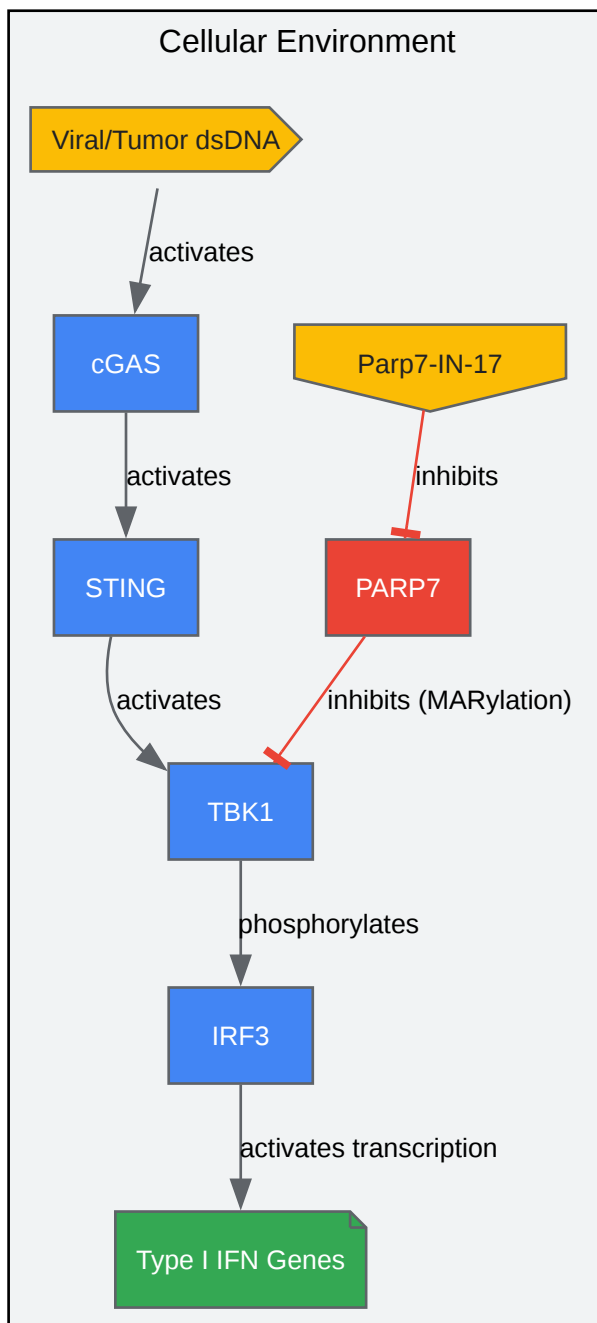 Cellular Environment
Viral/Tumor dsDNA
activates
cGAS
Parp7-IN-17
activates
inhibits
STING
PARP7
activates
inhibits (MARylation)
TBK1
phosphorylates
IRF3
activates transcription
Type I IFN Genes